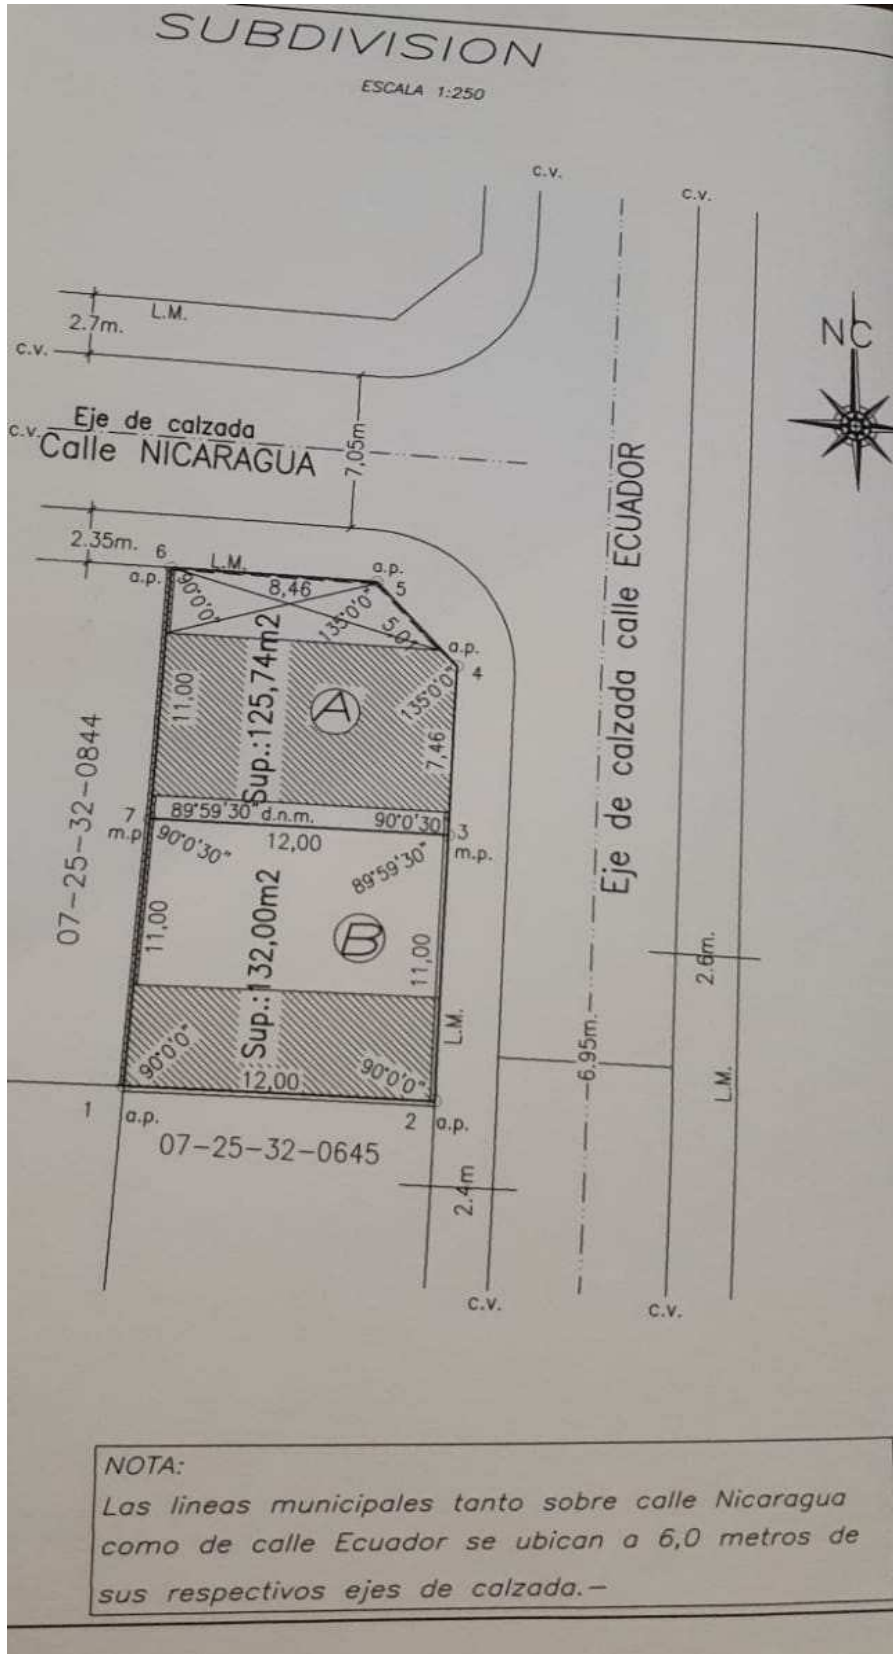 SUBDIVISION
ESCALA 1:250
c.v.
c.v.
L.M.
2.7m.
c.v.
NC
Eje de calzada
c.v.
Calle NICARAGUA
7,05m
Eje de calzada calle ECUADOR
2.35m.
6
L.M.
a.p.
a.p.
5
8,46
90°0'0"
135°0'0"
5.01
a.p.
4
135°0'0"
11,00
Sup.:125,74m2
A
7,46
07-25-32-0844
7
m.p
89°59'30"
d.n.m.
90°0'30
3
m.p.
90°0'30"
12,00
89°59'30"
11,00
Sup.:132,00m2
B
11,00
L.M.
2.6m.
6.95m.
L.M.
90°0'0"
12,00
90°0'0"
1
a.p.
2
a.p.
07-25-32-0645
2.4m
c.v.
c.v.
NOTA:
Las lineas municipales tanto sobre calle Nicaragua
como de calle Ecuador se ubican a 6,0 metros de
sus respectivos ejes de calzada.-